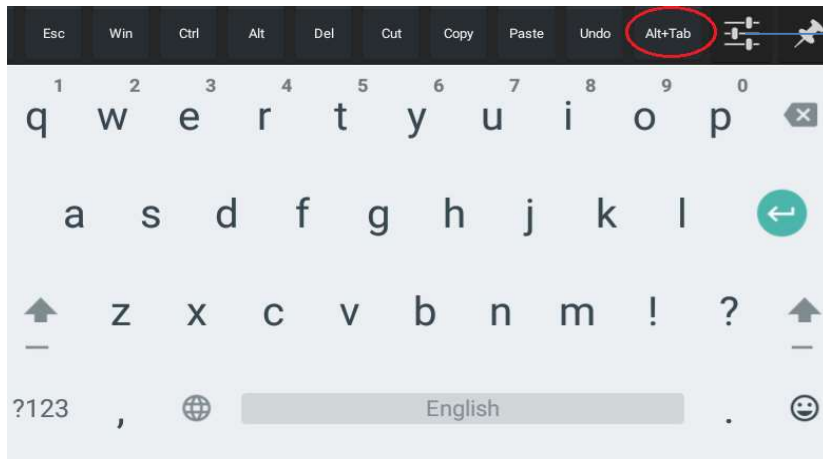 Esc Win Ctrl Alt Del Cut Copy Paste Undo Alt+Tab
1 2 3 4 5 6 7 8 9 0
q w e r t y u i o p
a s d f g h j k l
z x c v b n m ! ?
?123 , English .